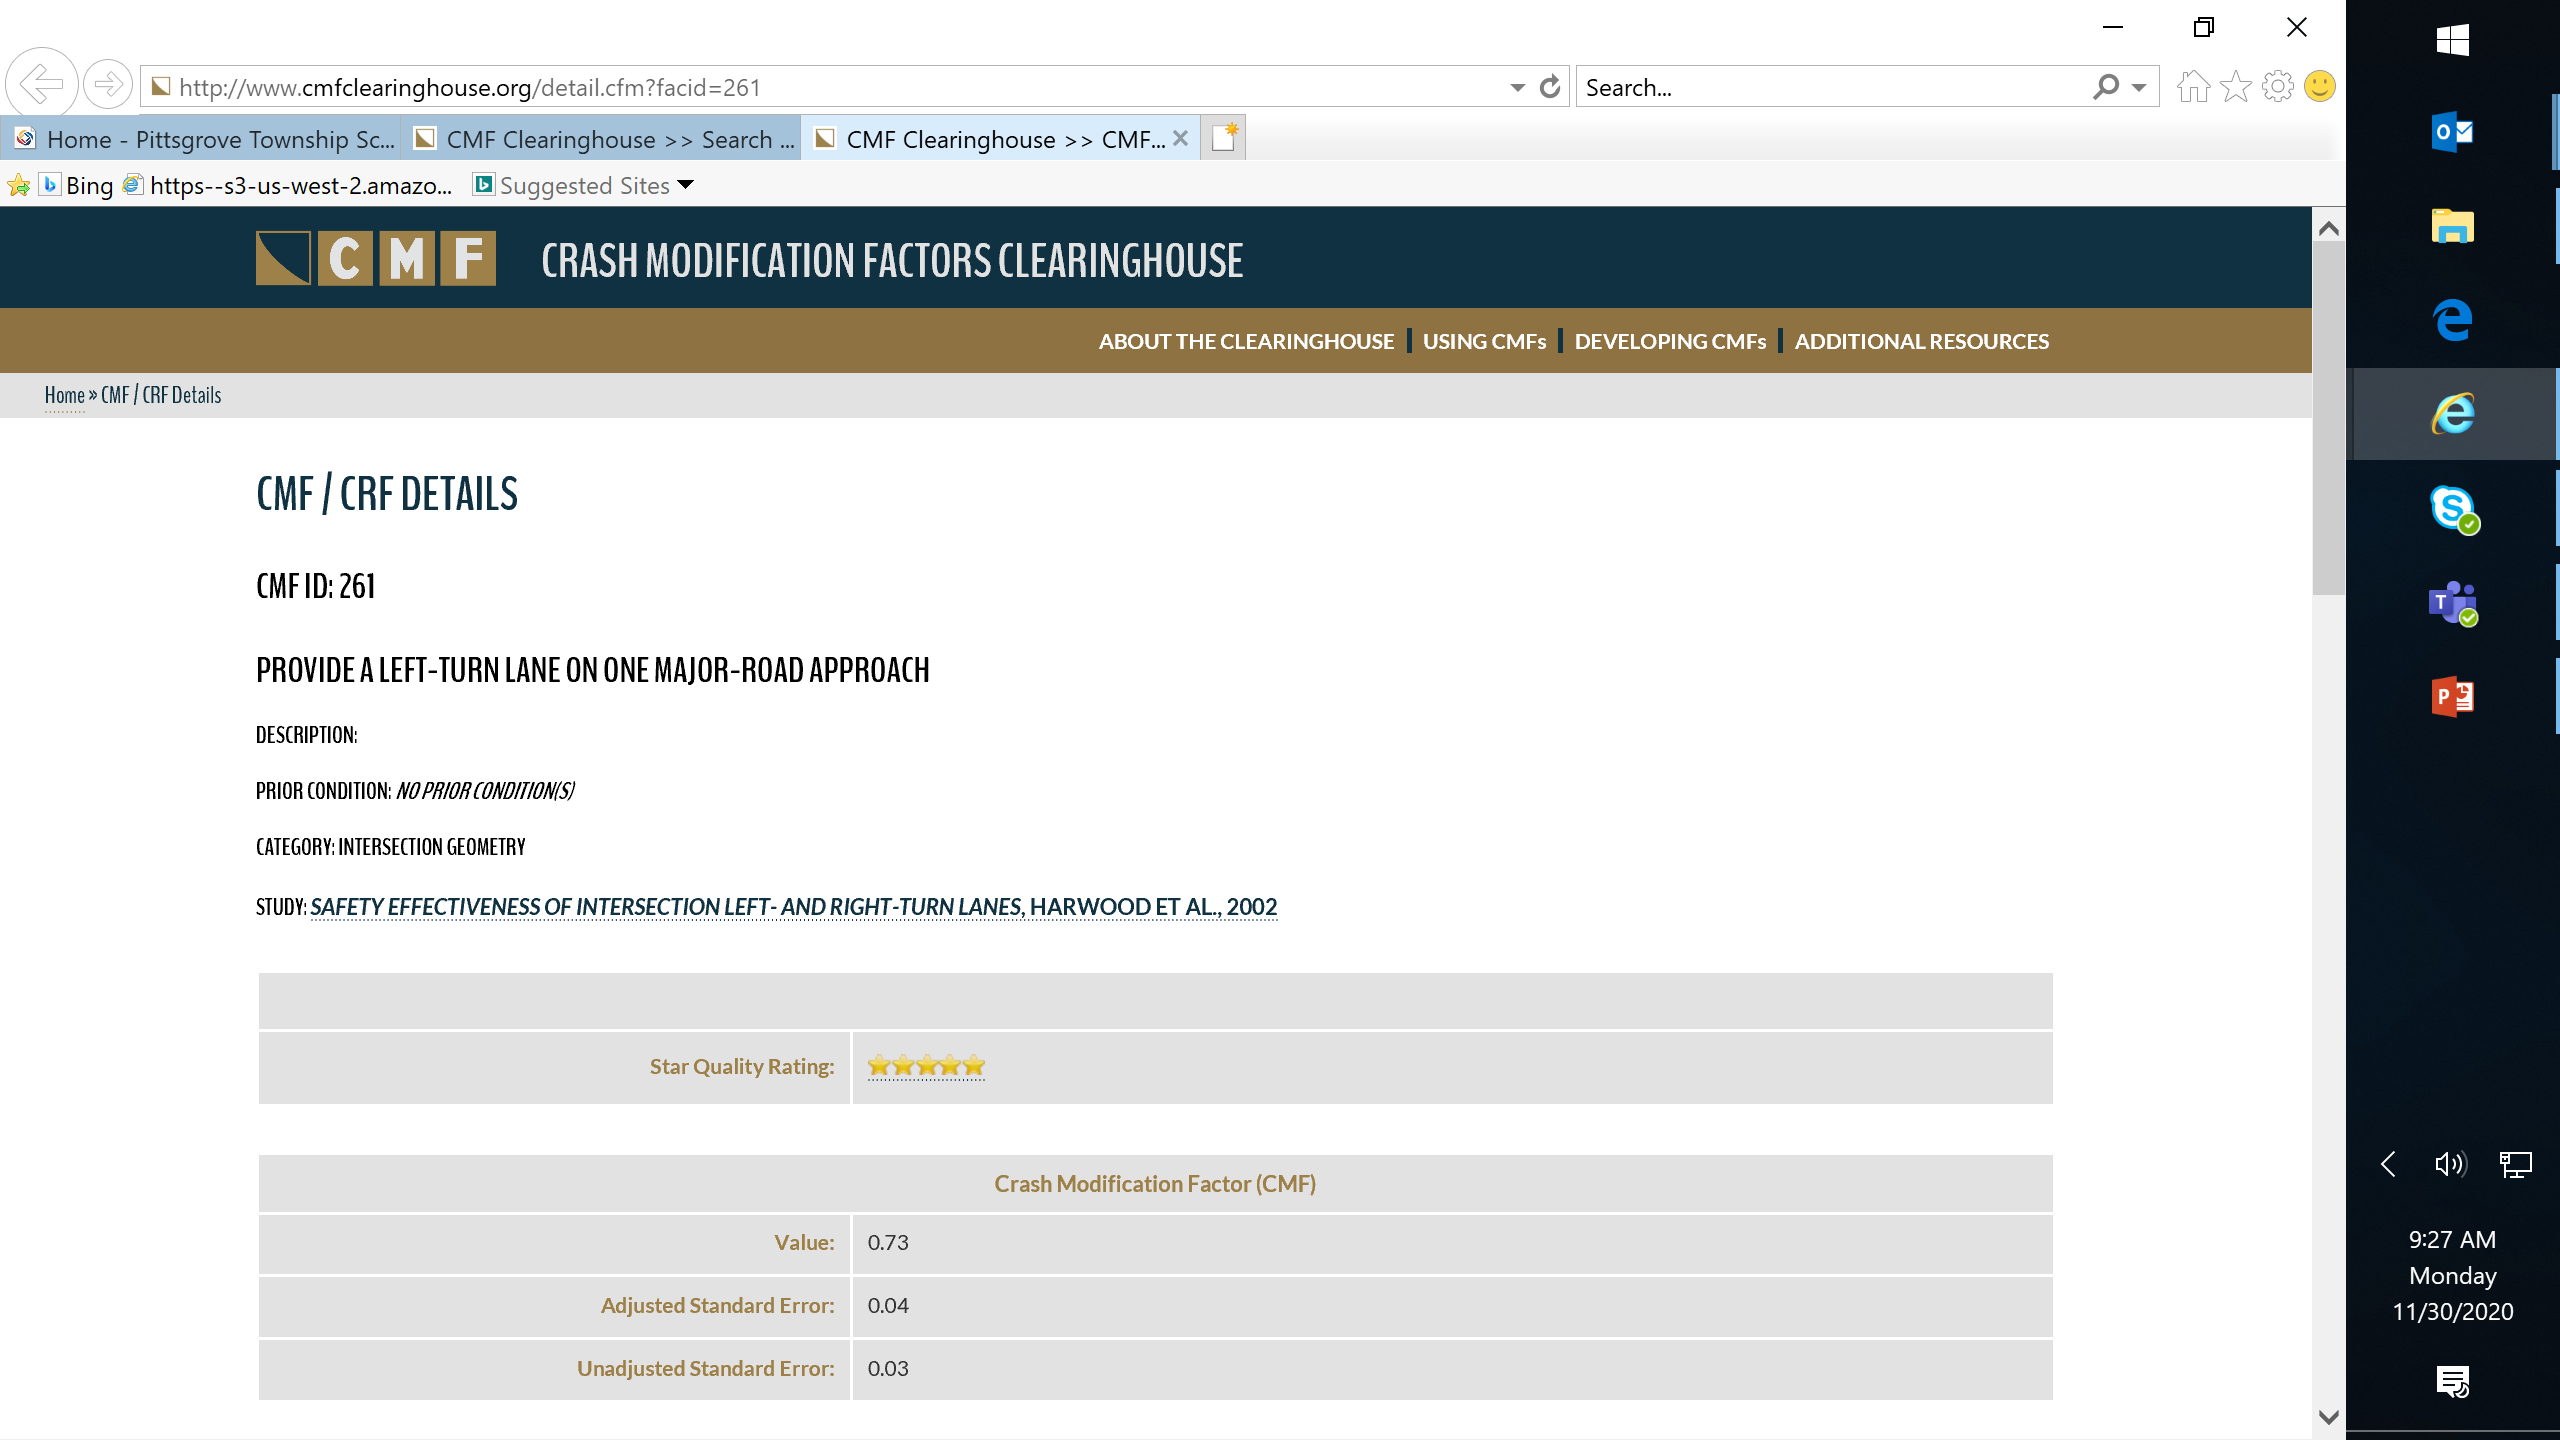 http://www.cmfclearinghouse.org/detail.cfm?facid=261
Search...
Home - Pittsgrove Township Sc...
CMF Clearinghouse >> Search ...
CMF Clearinghouse >> CMF...
Bing
https--s3-us-west-2.amazo...
Suggested Sites
CMF
CRASH MODIFICATION FACTORS CLEARINGHOUSE
ABOUT THE CLEARINGHOUSE
USING CMFs
DEVELOPING CMFs
ADDITIONAL RESOURCES
Home » CMF / CRF Details
CMF / CRF DETAILS
CMF ID: 261
PROVIDE A LEFT-TURN LANE ON ONE MAJOR-ROAD APPROACH
DESCRIPTION:
PRIOR CONDITION: NO PRIOR CONDITION(S)
CATEGORY: INTERSECTION GEOMETRY
STUDY: SAFETY EFFECTIVENESS OF INTERSECTION LEFT- AND RIGHT-TURN LANES, HARWOOD ET AL., 2002
Star Quality Rating:
Crash Modification Factor (CMF)
Value: 0.73
Adjusted Standard Error: 0.04
Unadjusted Standard Error: 0.03
9:27 AM
Monday
11/30/2020